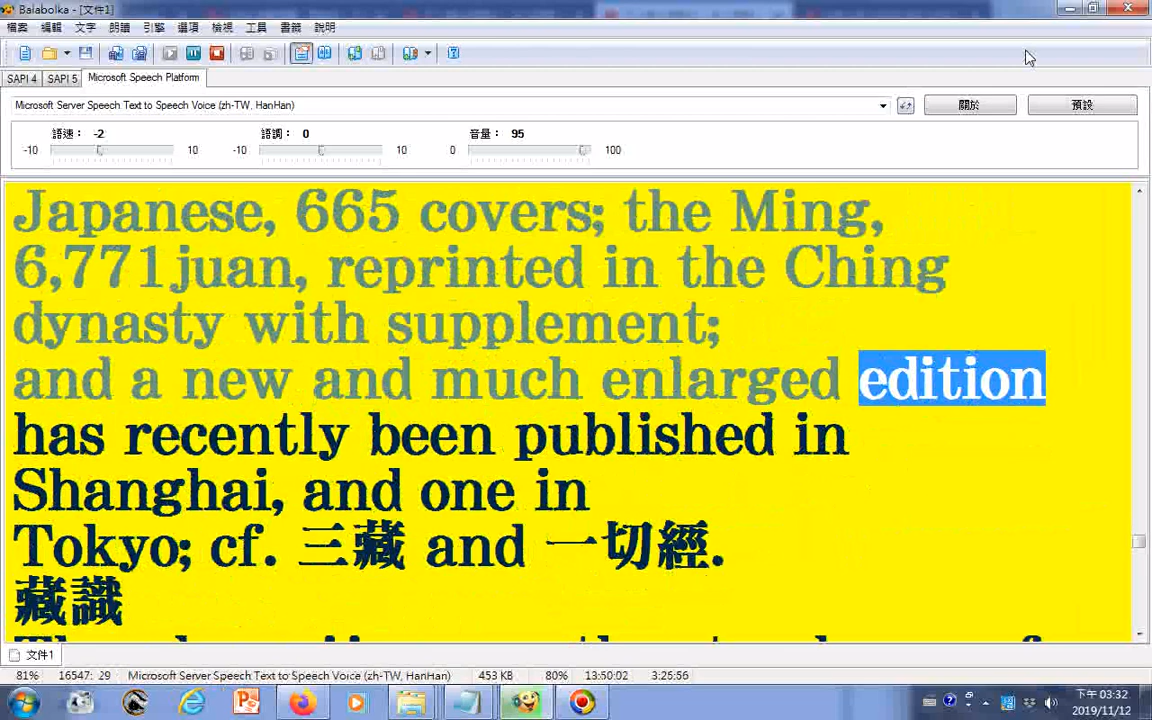 Balabolka - [文件1]
檔案 編輯 文字 朗讀 引擎 選項 檢視 工具 書籤 說明
SAPI 4 SAPI 5 Microsoft Speech Platform
Microsoft Server Speech Text to Speech Voice (zh-TW, HanHan) 關於 預設
語速： -2 語調： 0 音量： 95
-10 10 -10 10 0 100
Japanese, 665 covers; the Ming,
6,771juan, reprinted in the Ching
dynasty with supplement;
and a new and much enlarged edition
has recently been published in
Shanghai, and one in
Tokyo; cf. 三藏 and 一切經.
藏識
文件1
81% 16547: 29 Microsoft Server Speech Text to Speech Voice (zh-TW, HanHan) 453 KB 80% 13:50:02 3:25:56
下午 03:32
2019/11/12